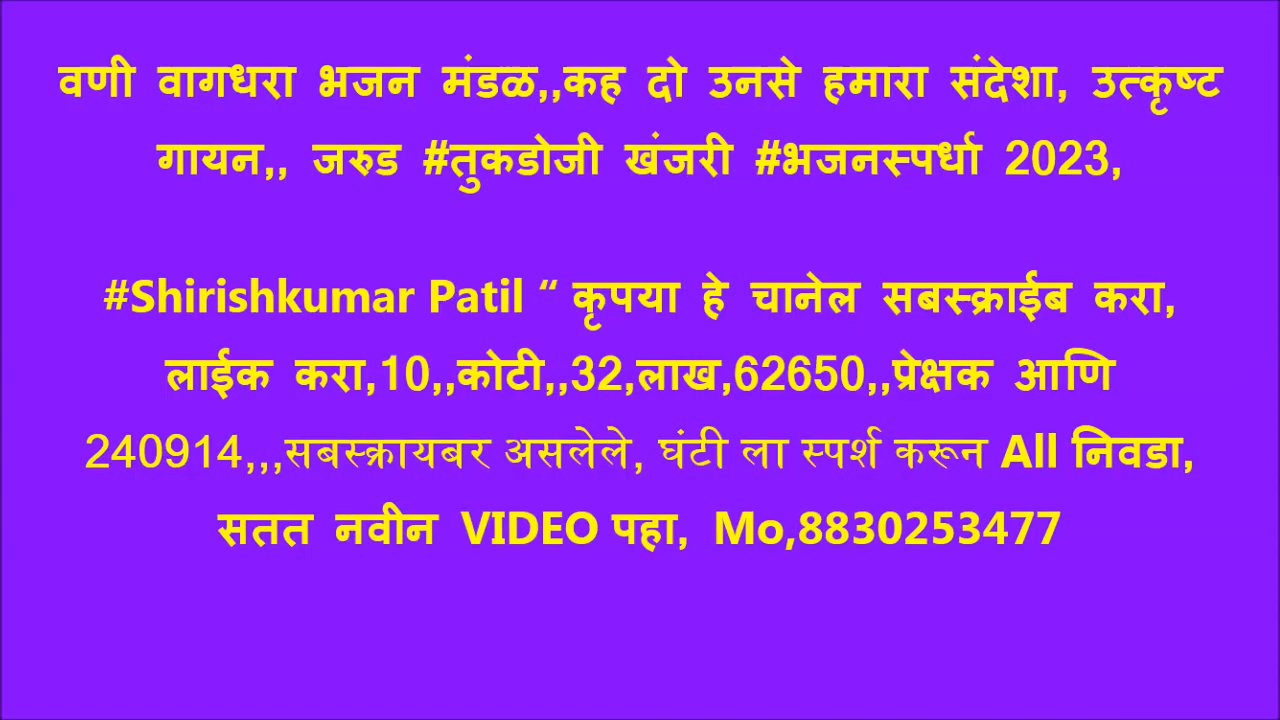 वणी वागधरा भजन मंडळ,,कह दो उनसे हमारा संदेशा, उत्कृष्ट
गायन,, जरुड #तुकडोजी खंजरी #भजनस्पर्धा 2023,
#Shirishkumar Patil “ कृपया हे चानेल सबस्क्राईब करा,
लाईक करा,10,,कोटी,,32,लाख,62650,,प्रेक्षक आणि
240914,,,सबस्क्रायबर असलेले, घंटी ला स्पर्श करून All निवडा,
सतत नवीन VIDEO पहा, Mo,8830253477